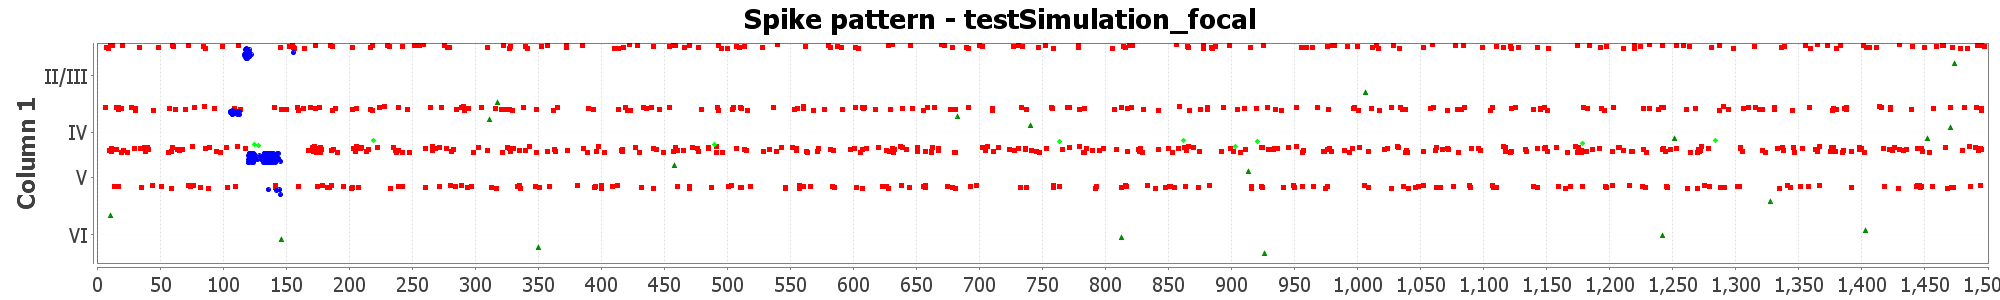 Spike pattern - testSimulation_focal
Column 1
II/III
IV
V
VI
0 50 100 150 200 250 300 350 400 450 500 550 600 650 700 750 800 850 900 950 1,000 1,050 1,100 1,150 1,200 1,250 1,300 1,350 1,400 1,450 1,50